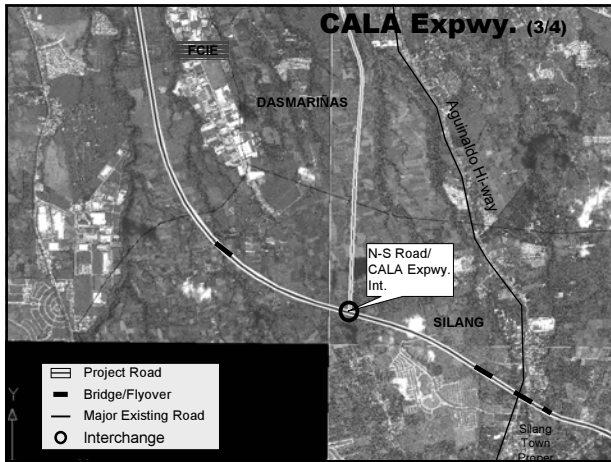 CALA Expwy. (3/4)
FCIE
DASMARIÑAS
Aguinaldo Hi-way
N-S Road/
CALA Expwy.
Int.
SILANG
Project Road
Bridge/Flyover
Major Existing Road
Interchange
Y
Silang
Town
Proper